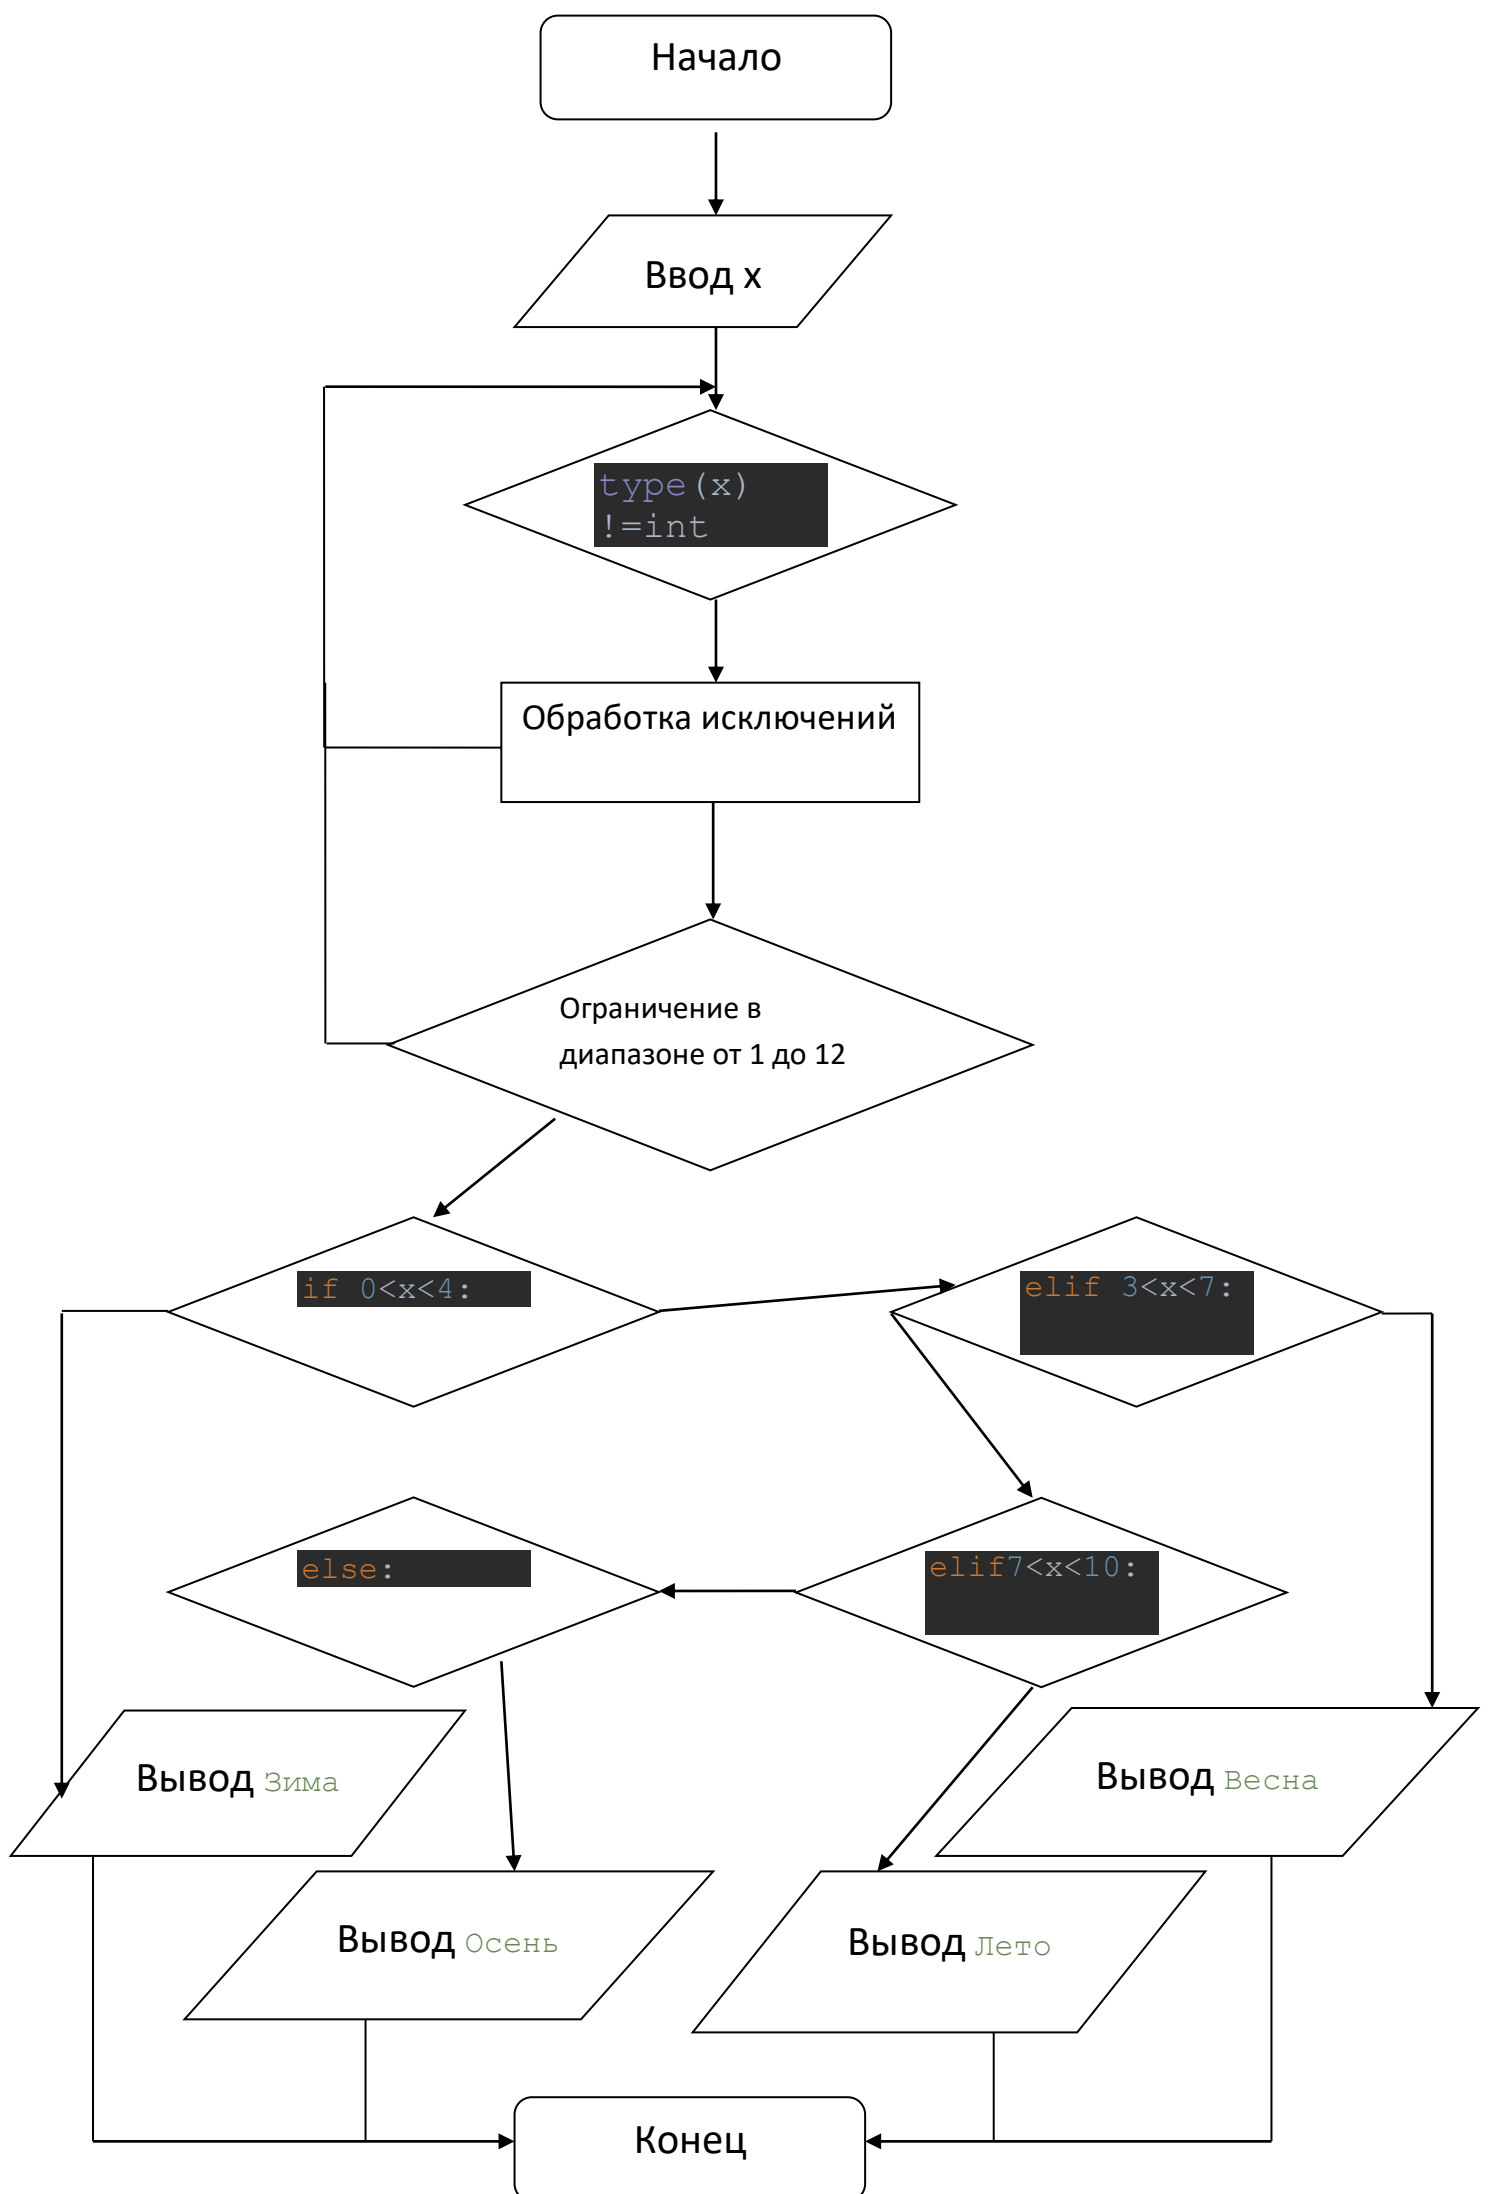 Начало
Ввод х
type(x)
!=int
Обработка исключений
Ограничение в
диапазоне от 1 до 12
if 0<x<4:
elif 3<x<7:
else:
elif7<x<10:
Вывод Зима
Вывод Весна
Вывод Осень
Вывод Лето
Конец